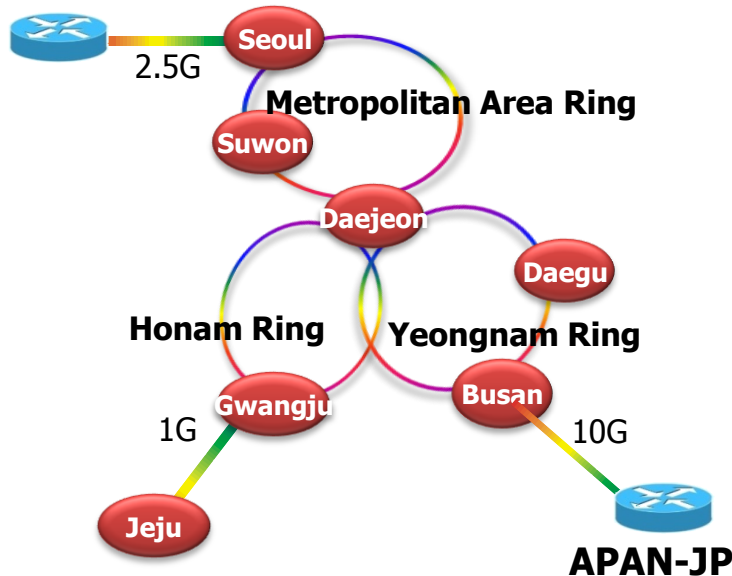 Seoul
2.5G
Metropolitan Area Ring
Suwon
Daejeon
Daegu
Honam Ring
Yeongnam Ring
Gwangju
Busan
1G
10G
Jeju
APAN-JP